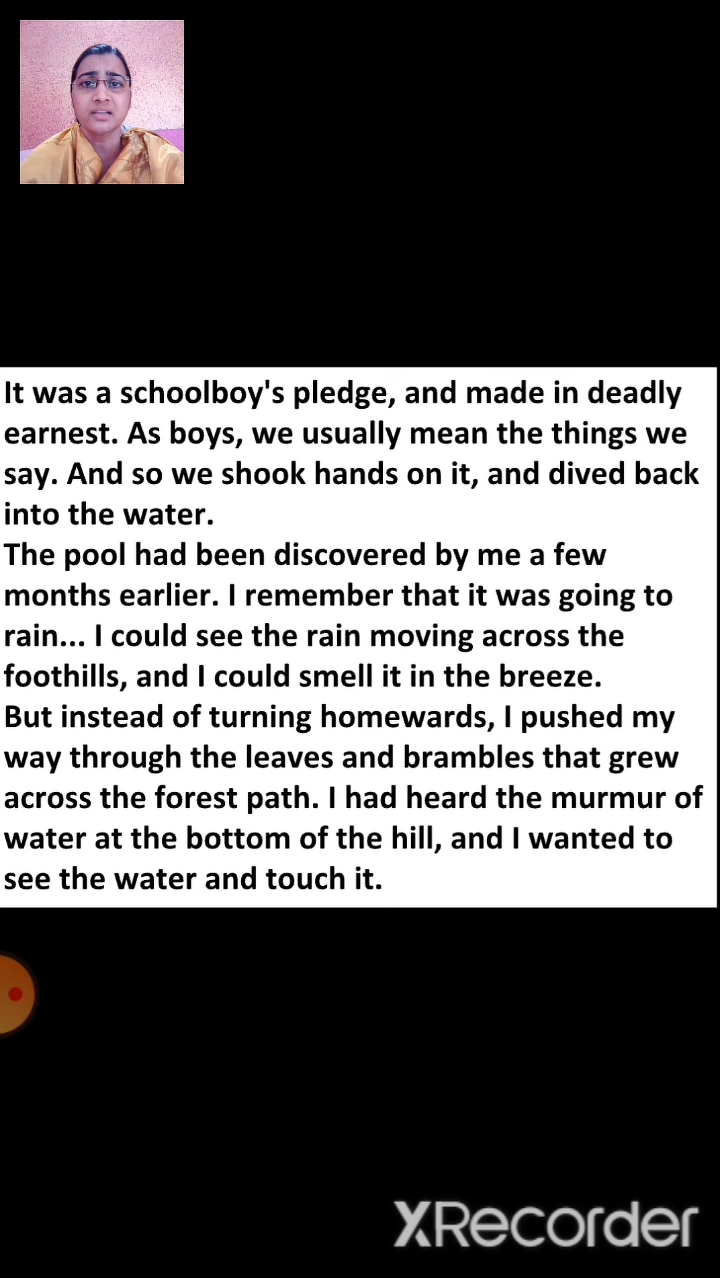 It was a schoolboy's pledge, and made in deadly
earnest. As boys, we usually mean the things we
say. And so we shook hands on it, and dived back
into the water.
The pool had been discovered by me a few
months earlier. I remember that it was going to
rain... I could see the rain moving across the
foothills, and I could smell it in the breeze.
But instead of turning homewards, I pushed my
way through the leaves and brambles that grew
across the forest path. I had heard the murmur of
water at the bottom of the hill, and I wanted to
see the water and touch it.
XRecorder